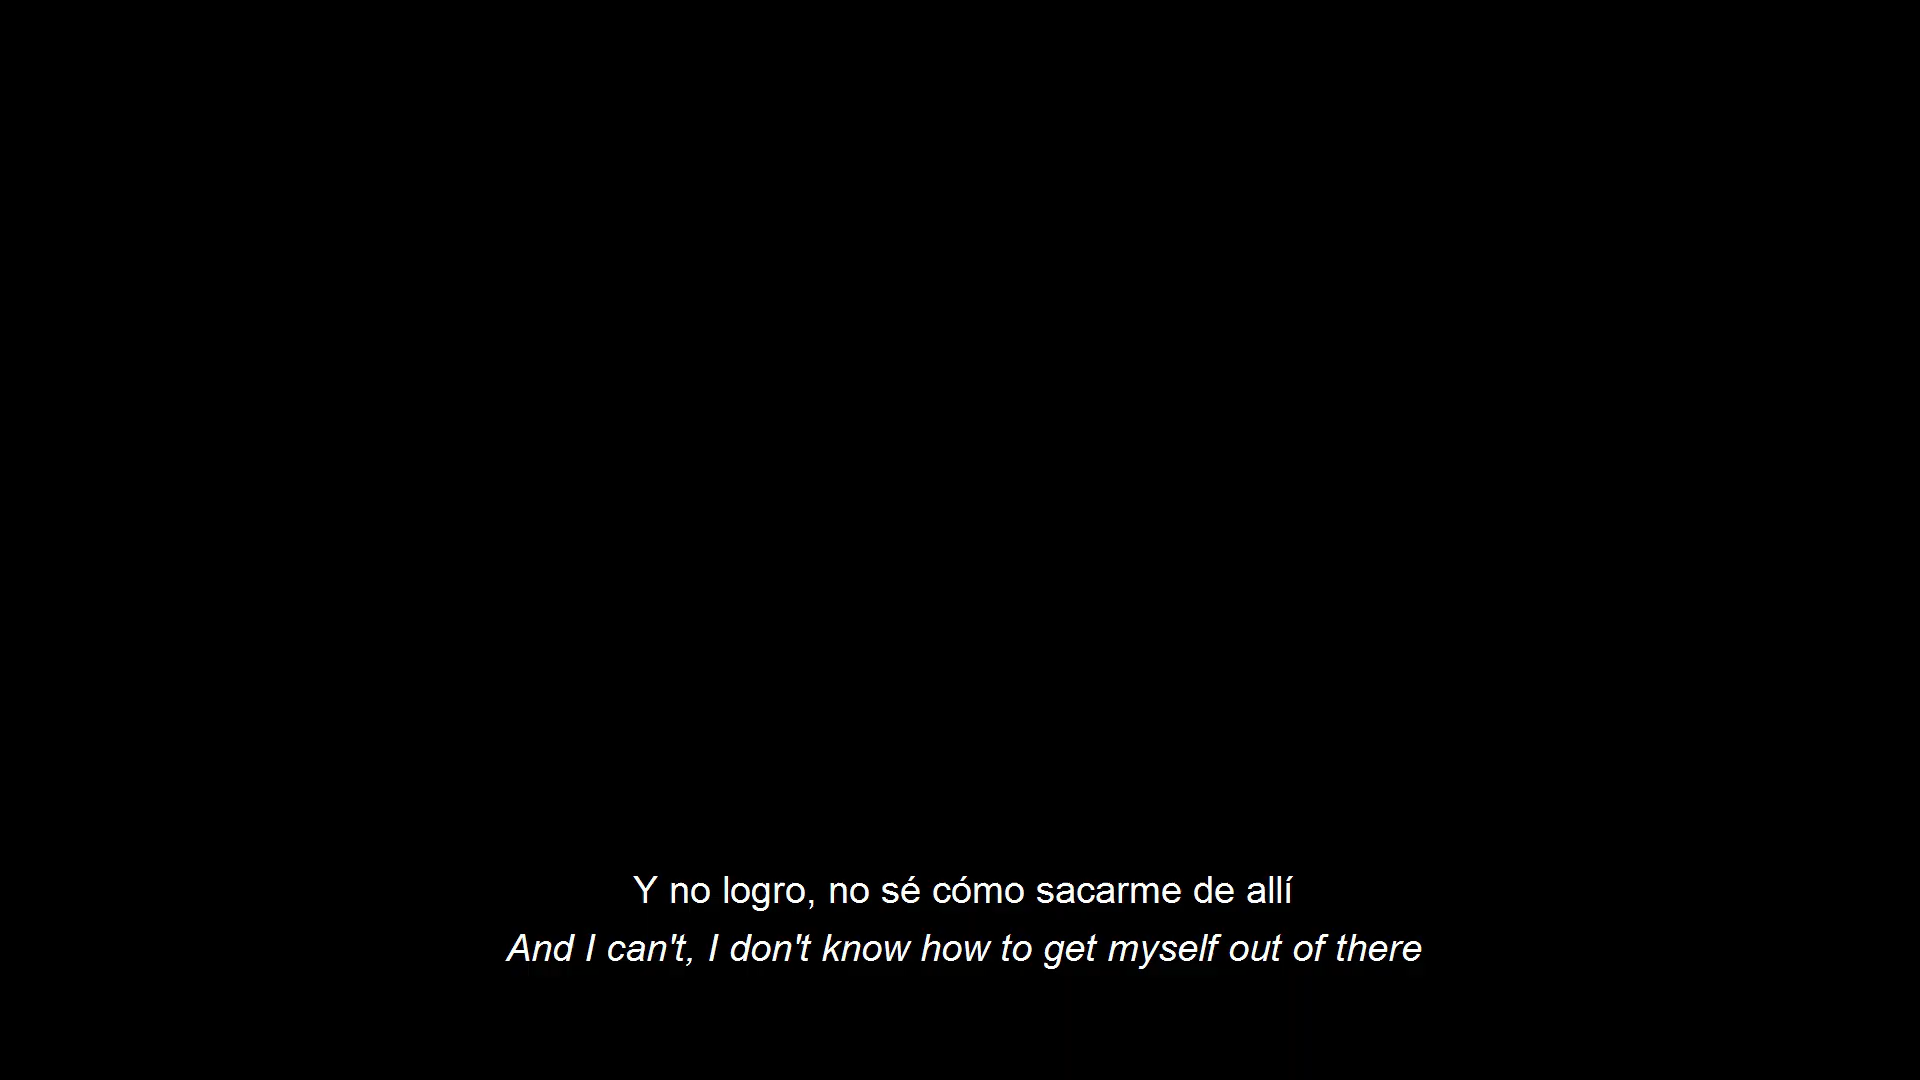 Y no logro, no sé cómo sacarme de allí
And I can't, I don't know how to get myself out of there